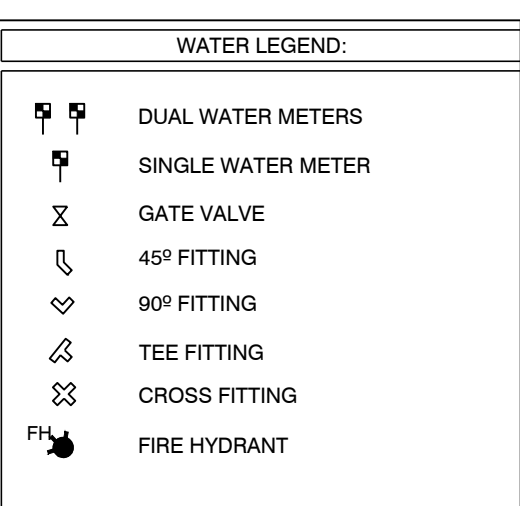 WATER LEGEND:
DUAL WATER METERS
SINGLE WATER METER
GATE VALVE
45º FITTING
90º FITTING
TEE FITTING
CROSS FITTING
FH FIRE HYDRANT